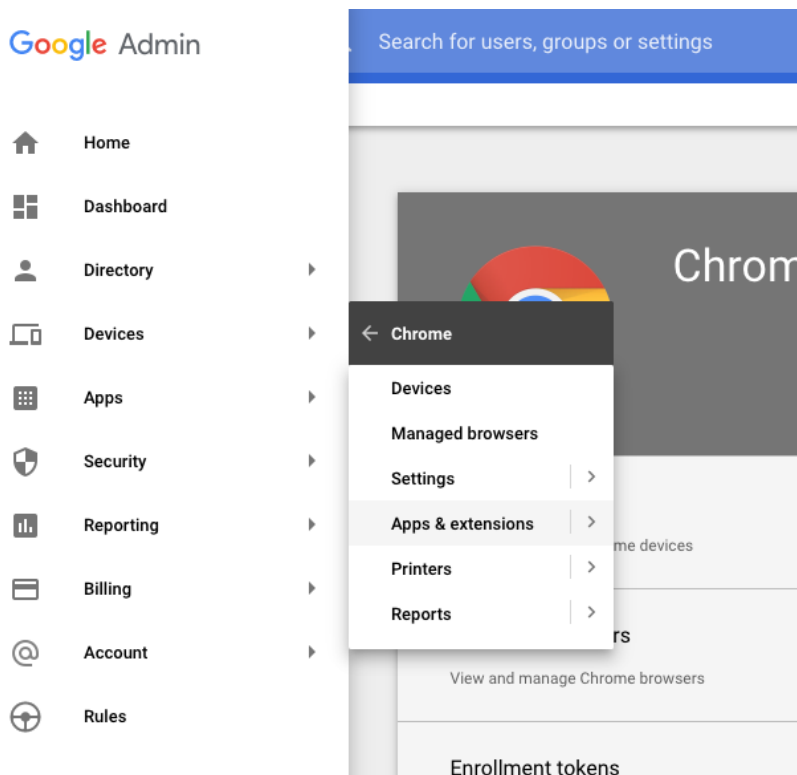 Google Admin
Search for users, groups or settings
Home
Dashboard
Directory
Devices
Apps
Security
Reporting
Billing
Account
Rules
Chrome
Devices
Managed browsers
Settings
Apps & extensions
Printers
Reports
Chrom
me devices
rs
View and manage Chrome browsers
Enrollment tokens